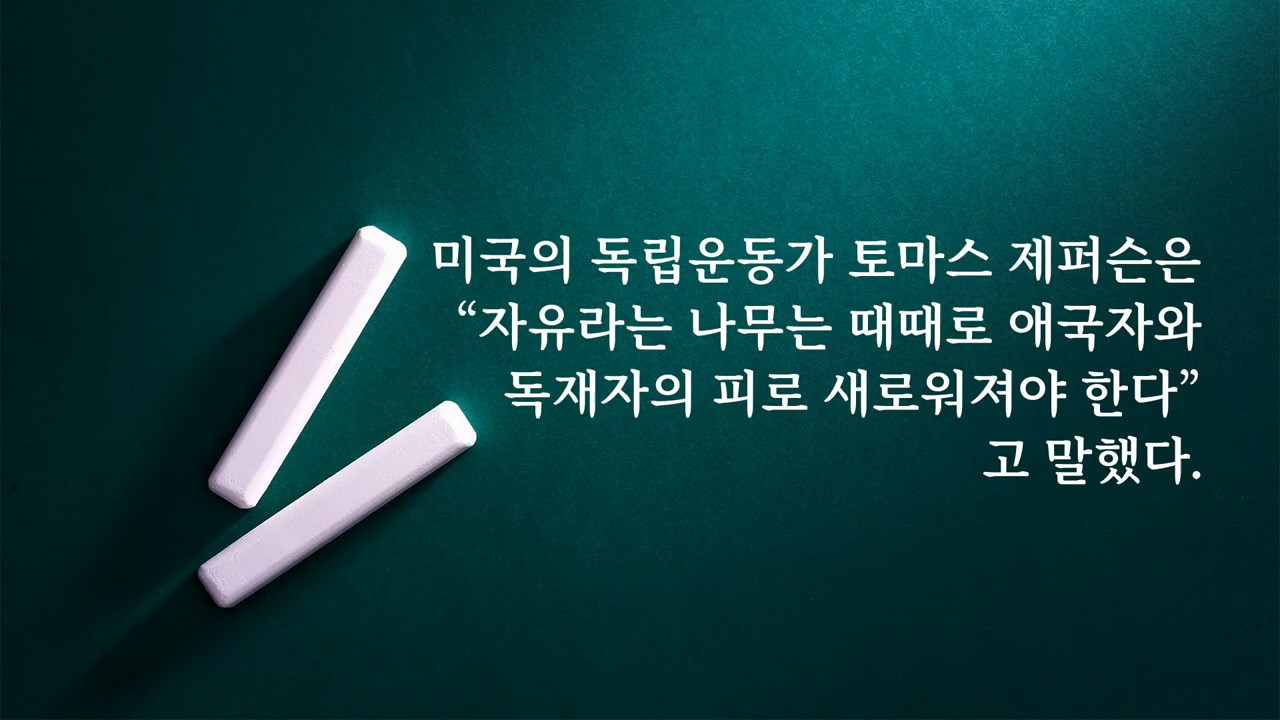 미국의 독립운동가 토마스 제퍼슨은
“자유라는 나무는 때때로 애국자와
독재자의 피로 새로워져야 한다”
고 말했다.